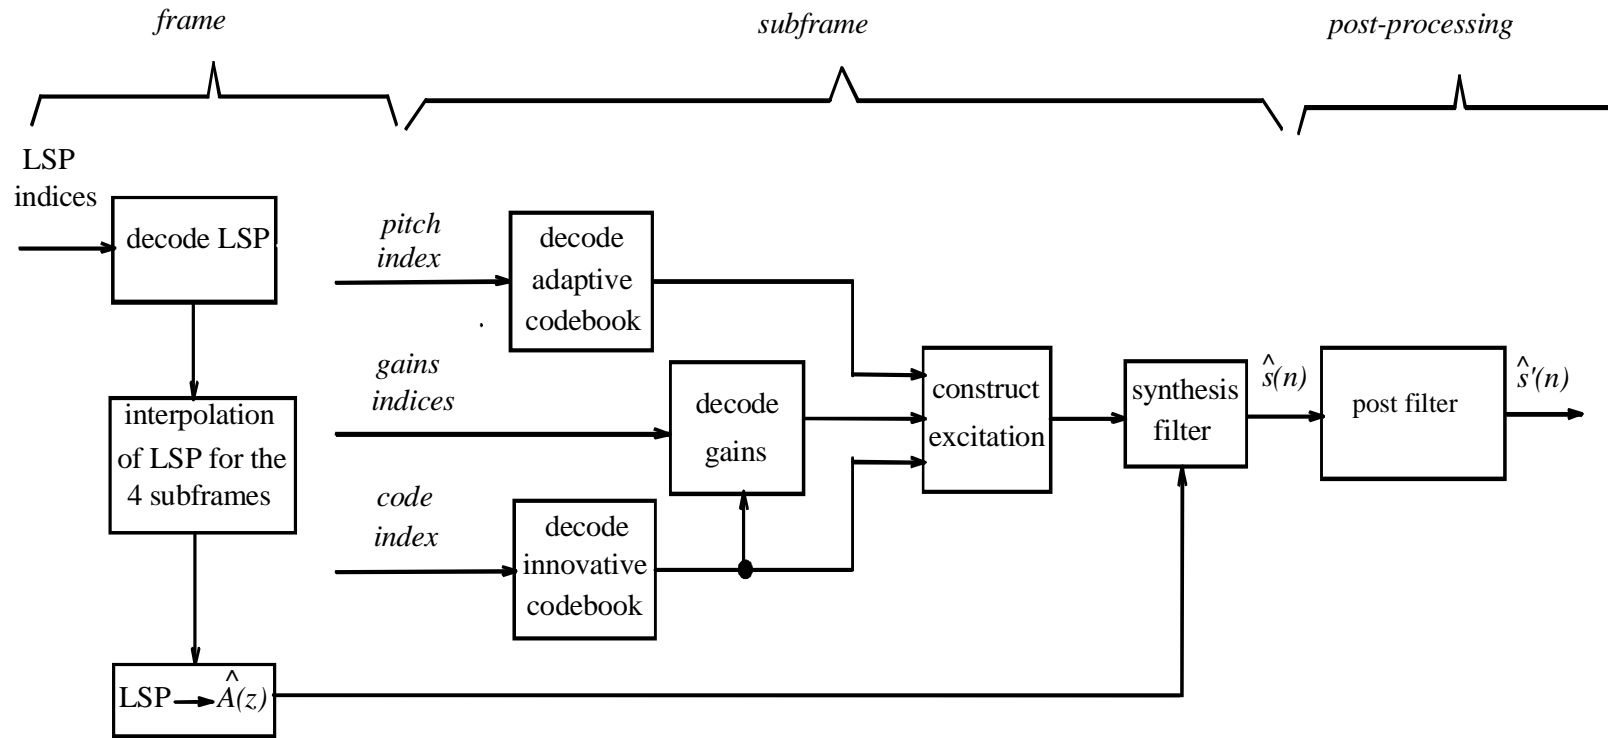 frame
subframe
post-processing
LSP
indices
decode LSP
interpolation
of LSP for the
4 subframes
LSP → Â(z)
pitch
index
decode
adaptive
codebook
gains
indices
decode
gains
code
index
decode
innovative
codebook
construct
excitation
synthesis
filter
ŝ(n)
post filter
ŝ'(n)